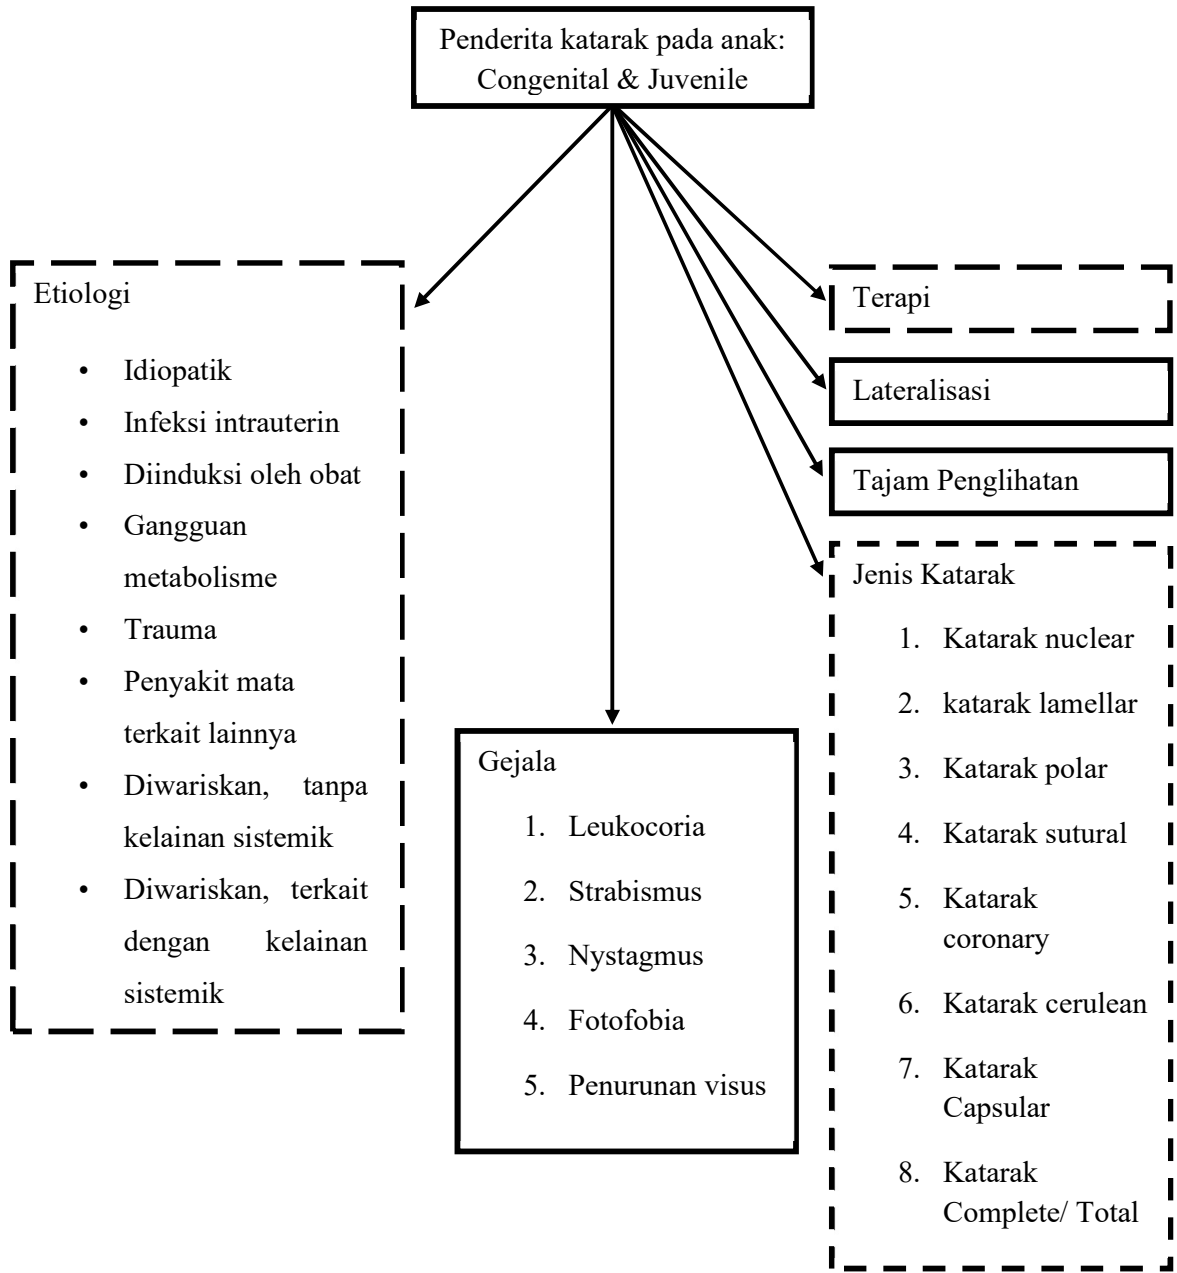 Penderita katarak pada anak:
Congenital & Juvenile
Etiologi
• Idiopatik
• Infeksi intrauterin
• Diinduksi oleh obat
• Gangguan
metabolisme
• Trauma
• Penyakit mata
terkait lainnya
• Diwariskan, tanpa
kelainan sistemik
• Diwariskan, terkait
dengan kelainan
sistemik
Gejala
1. Leukocoria
2. Strabismus
3. Nystagmus
4. Fotofobia
5. Penurunan visus
Terapi
Lateralisasi
Tajam Penglihatan
Jenis Katarak
1. Katarak nuclear
2. katarak lamellar
3. Katarak polar
4. Katarak sutural
5. Katarak
coronary
6. Katarak cerulean
7. Katarak
Capsular
8. Katarak
Complete/ Total